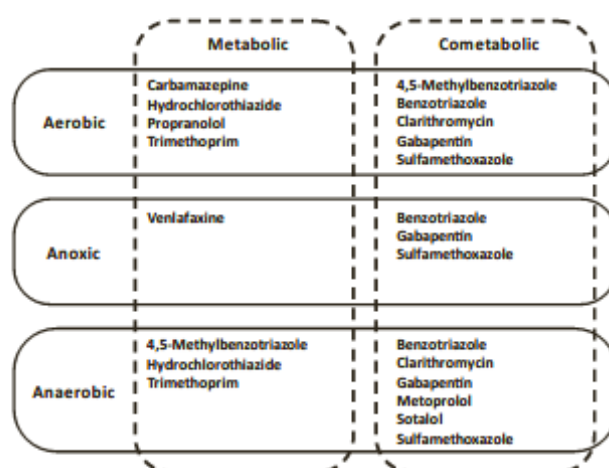 Metabolic Cometabolic
Aerobic
Carbamazepine
Hydrochlorothiazide
Propranolol
Trimethoprim
4,5-Methylbenzotriazole
Benzotriazole
Clarithromycin
Gabapentin
Sulfamethoxazole
Anoxic
Venlafaxine
Benzotriazole
Gabapentin
Sulfamethoxazole
Anaerobic
4,5-Methylbenzotriazole
Hydrochlorothiazide
Trimethoprim
Benzotriazole
Clarithromycin
Gabapentin
Metoprolol
Sotalol
Sulfamethoxazole